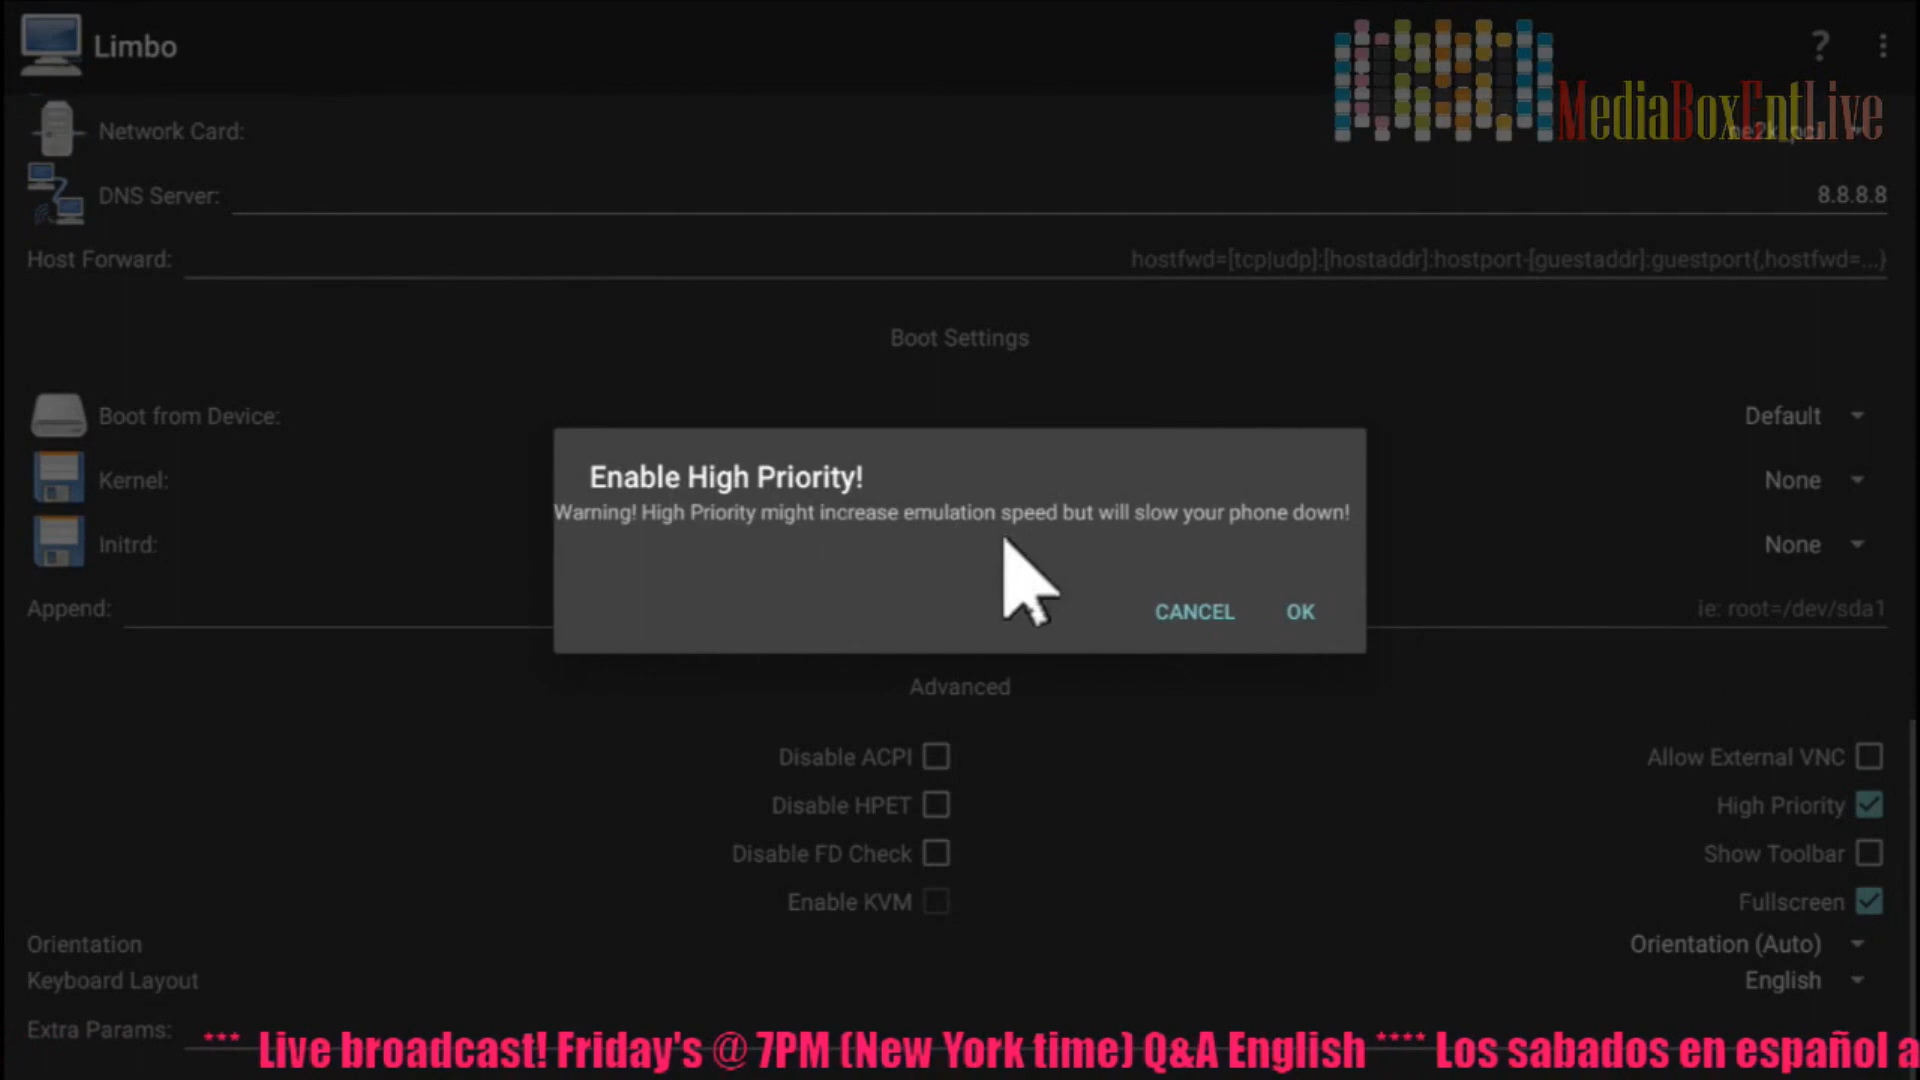 Limbo
?
MediaBoxEntLive
Network Card:
DNS Server: 8.8.8.8
Host Forward: hostfwd=[tcp|udp]:[hostaddr]:hostport-[guestaddr]:guestport{,hostfwd=...}
Boot Settings
Boot from Device: Default
Kernel: None
Initrd: None
Append: ie: root=/dev/sda1
Enable High Priority!
Warning! High Priority might increase emulation speed but will slow your phone down!
CANCEL OK
Advanced
Disable ACPI Allow External VNC
Disable HPET High Priority
Disable FD Check Show Toolbar
Enable KVM Fullscreen
Orientation Orientation (Auto)
Keyboard Layout English
Extra Params:
*** Live broadcast! Friday's @ 7PM (New York time) Q&A English **** Los sabados en español a